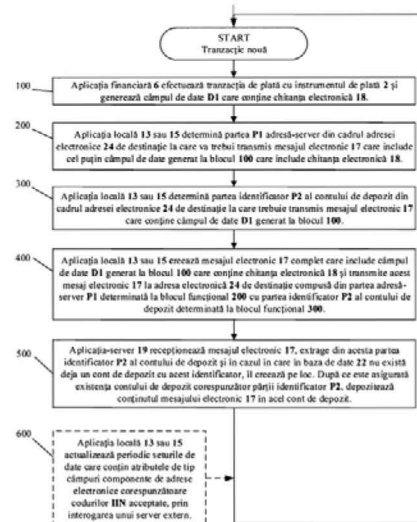 START
Tranzacție nouă
100
Aplicația financiară 6 efectuează tranzacția de plată cu instrumentul de plată 2 și
generează câmpul de date D1 care conține chitanța electronică 18.
200
Aplicația locală 13 sau 15 determină partea P1 adresă-server din cadrul adresei
electronice 24 de destinație la care va trebui transmis mesajul electronic 17 care include
cel puțin câmpul de date generat la blocul 100 care include chitanța electronică 18.
300
Aplicația locală 13 sau 15 determină partea identificator P2 al contului de depozit din
cadrul adresei electronice 24 de destinație la care trebuie transmis mesajul electronic 17
care conține câmpul de date D1 generat la blocul 100.
400
Aplicația locală 13 sau 15 crează mesajul electronic 17 complet care include câmpul
de date D1 generat la blocul 100 care conține chitanța electronică 18 și transmite acest
mesaj electronic 17 la adresa electronică 24 de destinație compusă din partea adresă-
server P1 determinată la blocul funcțional 200 cu partea identificator P2 al contului de
depozit determinată la blocul funcțional 300.
500
Aplicația-server 19 recepționează mesajul electronic 17, extrage din acesta partea
identificator P2 al contului de depozit și în cazul în care în baza de date 22 nu există
deja un cont de depozit cu acest identificator, îl creează pe loc. După ce este asigurată
existența contului de depozit corespunzător părții identificator P2, depozitează
conținutul mesajului electronic 17 în acel cont de depozit.
600
Aplicația locală 13 sau 15
actualizează periodic seturile de
date care conțin atributele de tip
câmpuri componente de adrese
electronice corespunzătoare
codurilor IIN acceptate, prin
interogarea unui server extern.